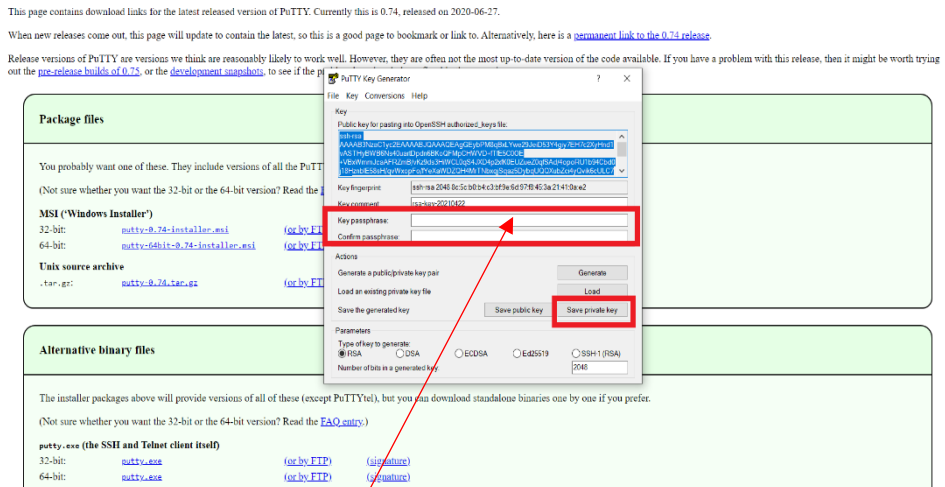 This page contains download links for the latest released version of PuTTY. Currently this is 0.74, released on 2020-06-27.
When new releases come out, this page will update to contain the latest, so this is a good page to bookmark or link to. Alternatively, here is a permanent link to the 0.74 release.
Release versions of PuTTY are versions we think are reasonably likely to work well. However, they are often not the most up-to-date version of the code available. If you have a problem with this release, then it might be worth trying
out the pre-release builds of 0.75, or the development snapshots, to see if the
Package files
You probably want one of these. They include versions of all the PuTT
(Not sure whether you want the 32-bit or the 64-bit version? Read the
MSI (‘Windows Installer’)
32-bit: putty-0.74-installer.msi (or by FT
64-bit: putty-64bit-0.74-installer.msi (or by FT
Unix source archive
.tar.gz: putty-0.74.tar.gz (or by FT
PuTTY Key Generator ? ×
File Key Conversions Help
Key
Public key for pasting into OpenSSH authorized_keys file:
ssh-rsa
Key fingerprint: ssh-rsa 2048
Key comment: rsa-key-20210422
Key passphrase:
Confirm passphrase:
Actions
Generate a public/private key pair Generate
Load an existing private key file Load
Save the generated key Save public key Save private key
Parameters
Type of key to generate:
RSA DSA ECDSA Ed25519 SSH-1 (RSA)
Number of bits in a generated key: 2048
Alternative binary files
The installer packages above will provide versions of all of these (except PuTTYtel), but you can download standalone binaries one by one if you prefer.
(Not sure whether you want the 32-bit or the 64-bit version? Read the FAQ entry.)
putty.exe (the SSH and Telnet client itself)
32-bit: putty.exe (or by FTP) (signature)
64-bit: putty.exe (or by FTP) (signature)